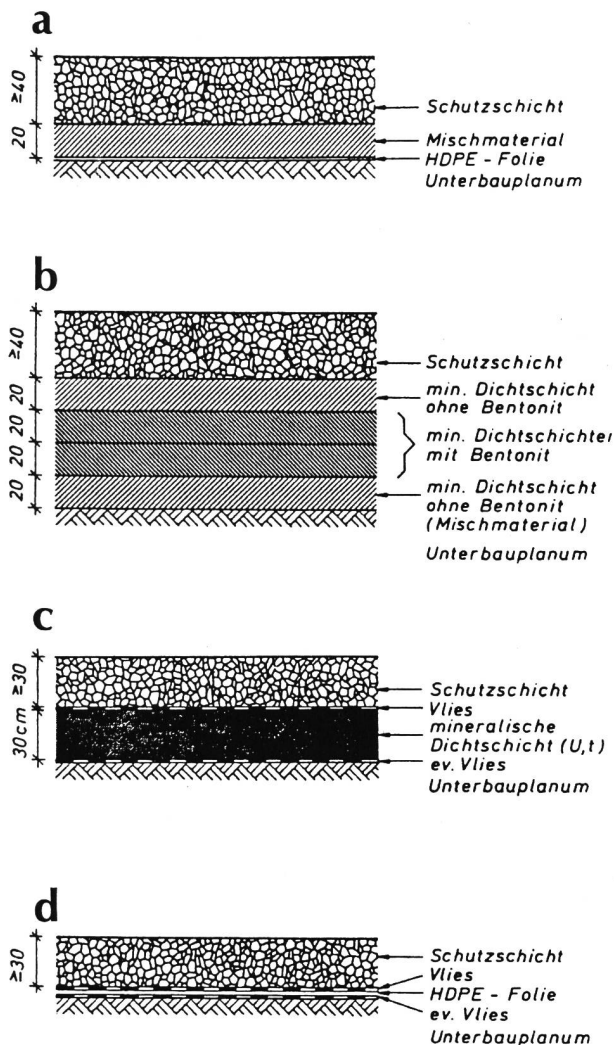 a
≥40
20
Schutzschicht
Mischmaterial
HDPE - Folie
Unterbauplanum
b
≥40
20
20
20
20
Schutzschicht
min. Dichtschicht
ohne Bentonit
min. Dichtschichten
mit Bentonit
min. Dichtschicht
ohne Bentonit
(Mischmaterial)
Unterbauplanum
c
≥30
30cm
Schutzschicht
Vlies
mineralische
Dichtschicht (U,t)
ev. Vlies
Unterbauplanum
d
≥30
Schutzschicht
Vlies
HDPE - Folie
ev. Vlies
Unterbauplanum